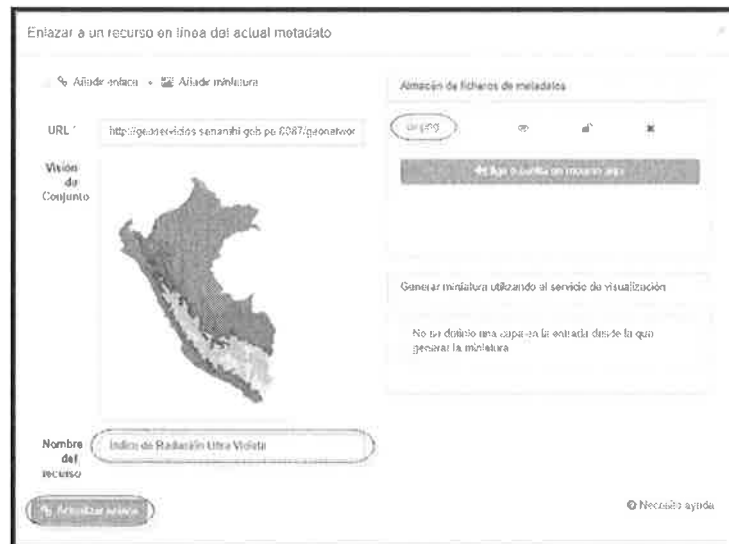 Enlazar a un recurso en línea del actual metadato
Añadir enlace
Añadir miniatura
URL *
http://geoservicios.senamhi.gob.pe:8087/geonetwor
Visión
de
Conjunto
Nombre
del
recurso
Indice de Radiación Ultra Violeta
Actualizar enlace
Almacén de ficheros de metadatos
Generar miniatura utilizando el servicio de visualización
No se definió una capa en la entrada desde la que
generar la miniatura
Necesito ayuda